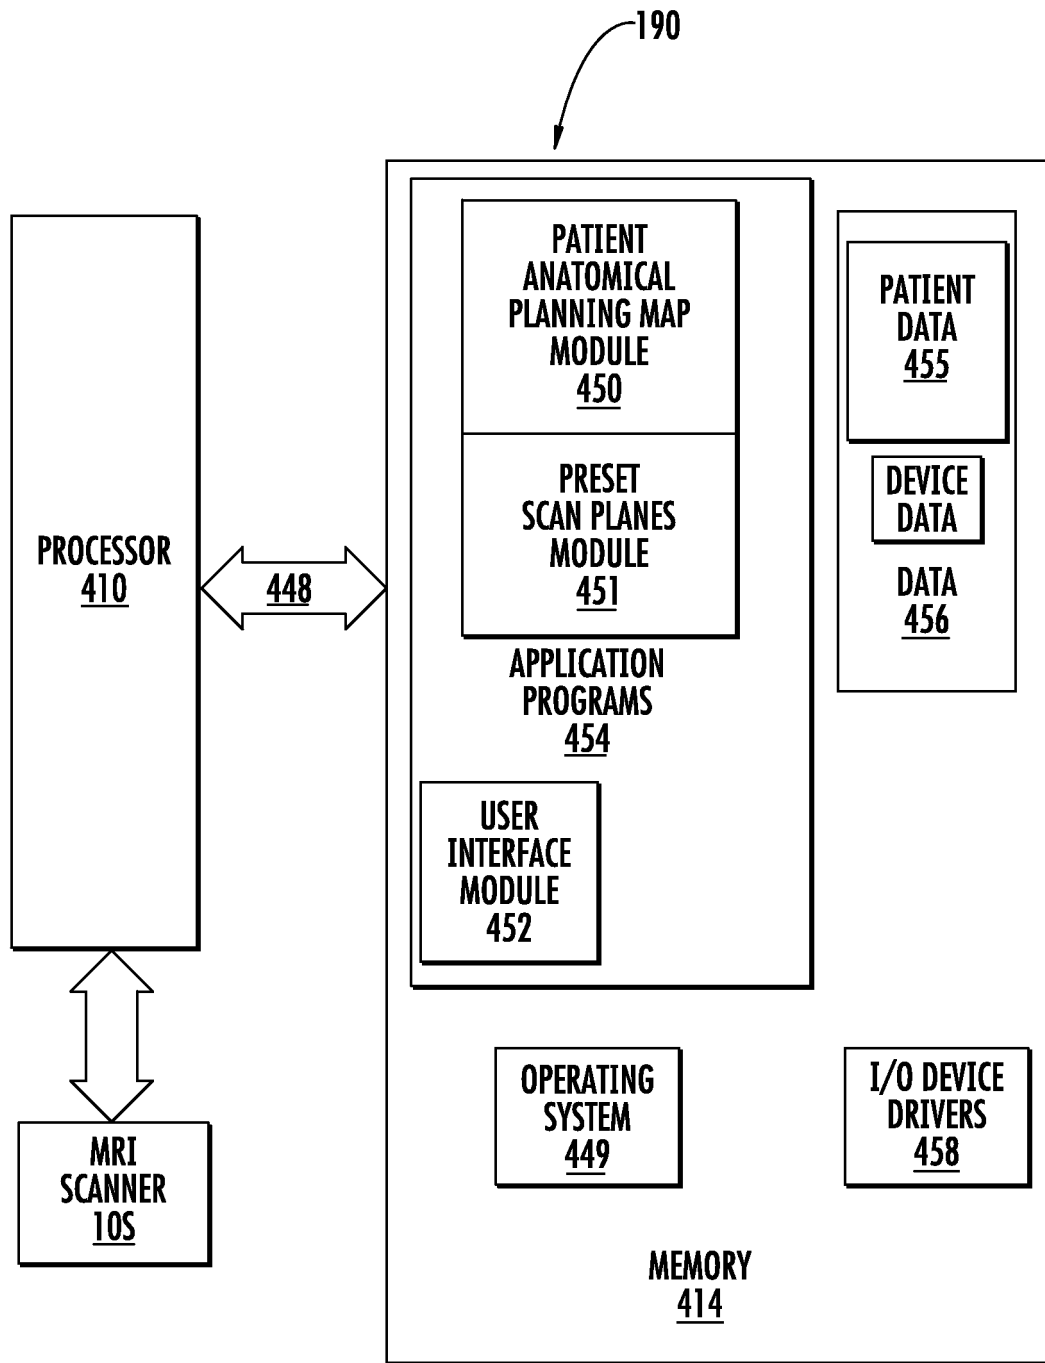 190
PROCESSOR
410
448
MRI
SCANNER
10S
PATIENT
ANATOMICAL
PLANNING MAP
MODULE
450
PRESET
SCAN PLANES
MODULE
451
APPLICATION
PROGRAMS
454
USER
INTERFACE
MODULE
452
PATIENT
DATA
455
DEVICE
DATA
DATA
456
OPERATING
SYSTEM
449
I/O DEVICE
DRIVERS
458
MEMORY
414